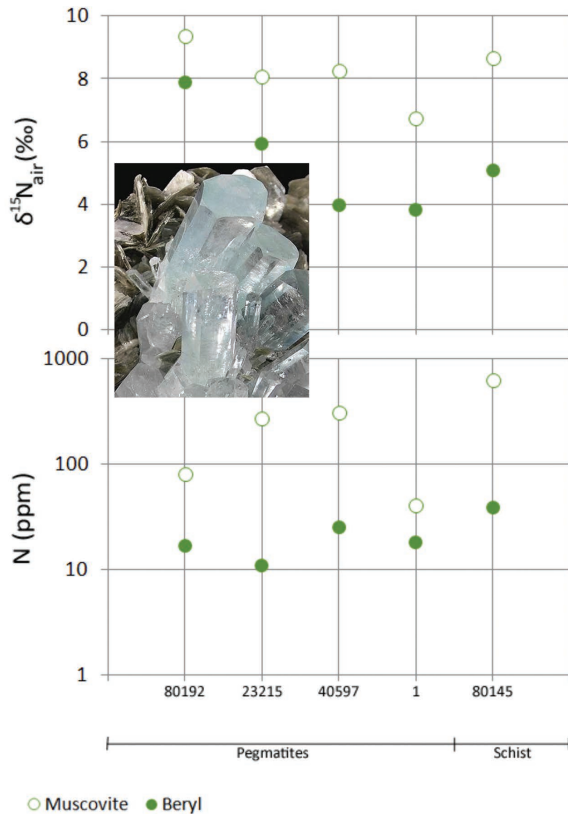 10
8
6
4
2
0
δ¹⁵Nair(‰)
1000
100
10
1
N (ppm)
80192 23215 40597 1 80145
Pegmatites Schist
Muscovite Beryl